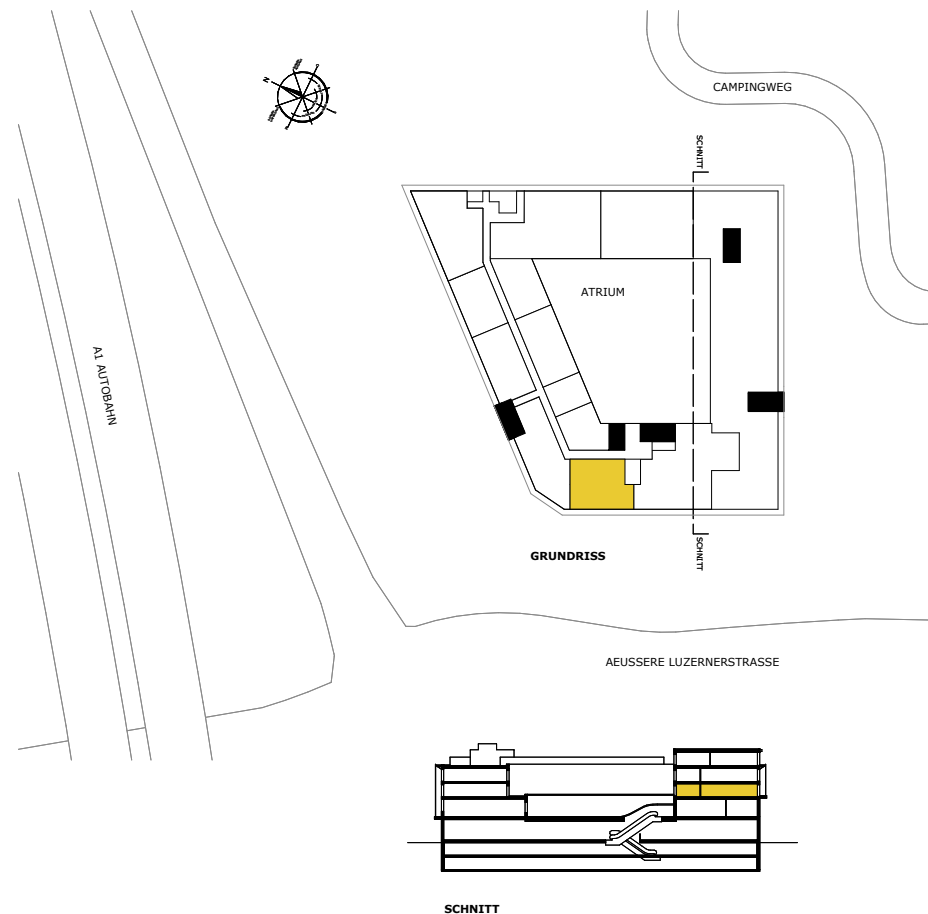 CAMPINGWEG
N
SCHNITT
ATRIUM
A1 AUTOBAHN
SCHNITT
GRUNDRISS
AEUSSERE LUZERNERSTRASSE
SCHNITT